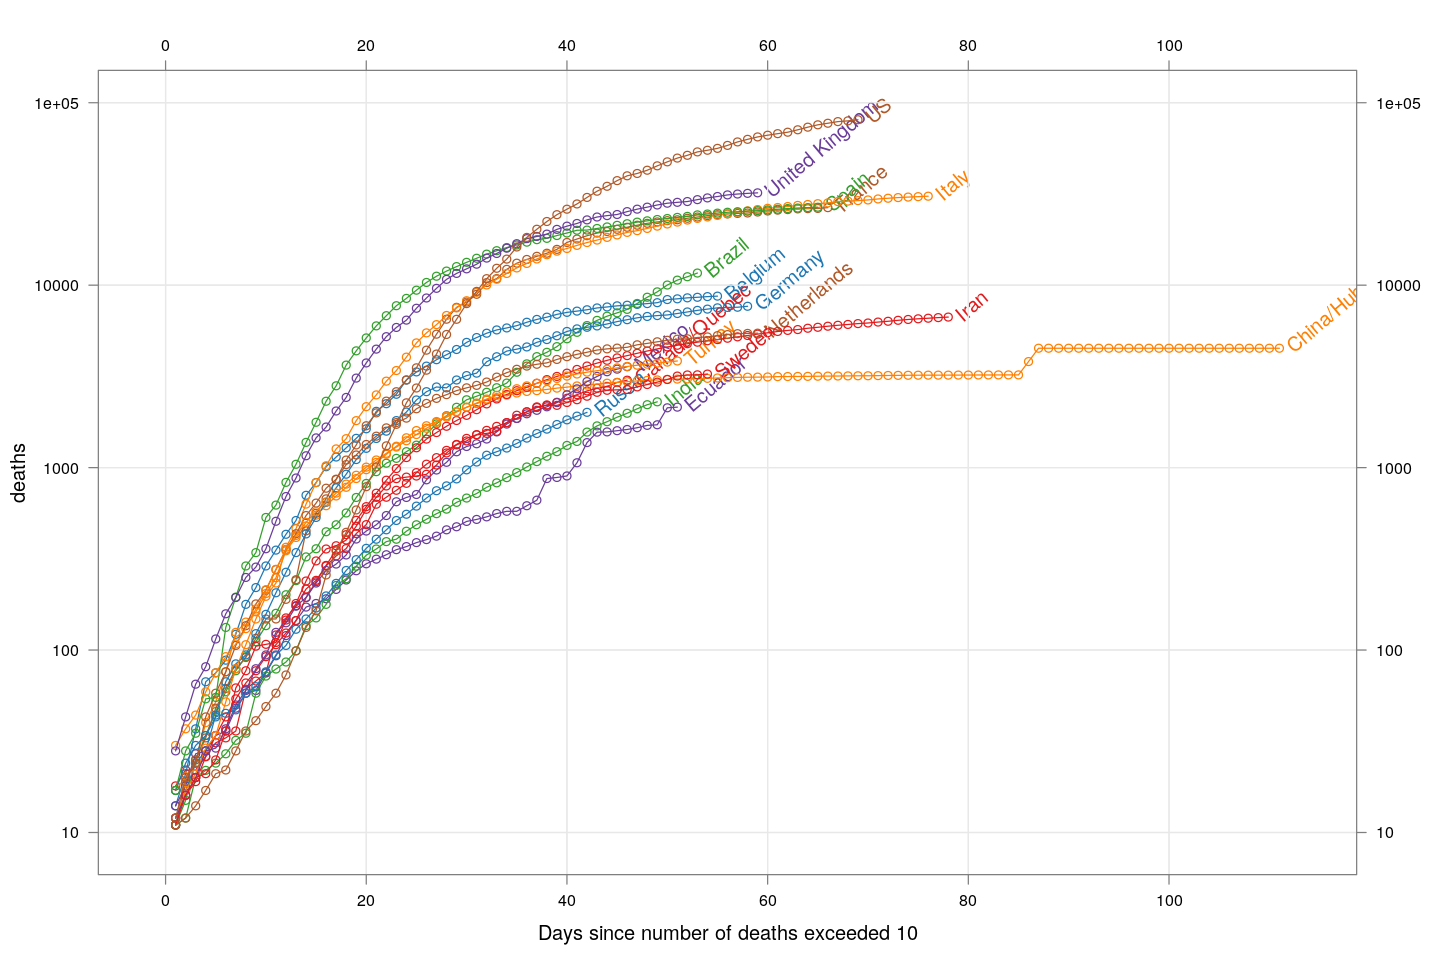 0 20 40 60 80 100
1e+05 1e+05
US
United Kingdom
Spain
France
Italy
Brazil
Belgium
Germany
Netherlands
10000 10000
Iran
China/Hub
Mexico
Canada/Quebec
Turkey
Sweden
Russia
India
Ecuador
deaths
1000 1000
100 100
10 10
0 20 40 60 80 100
Days since number of deaths exceeded 10